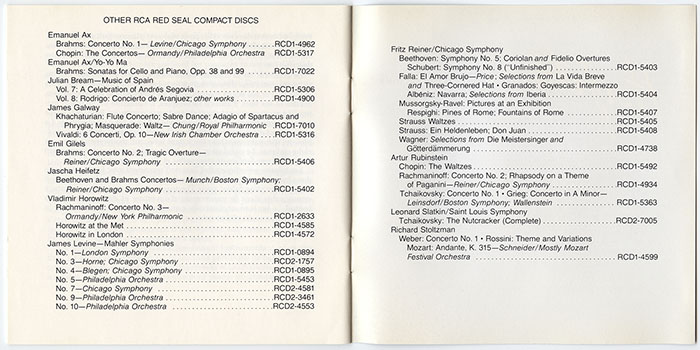 OTHER RCA RED SEAL COMPACT DISCS
Emanuel Ax
Brahms: Concerto No. 1—Levine/Chicago Symphony .......RCD1-4962
Chopin: The Concertos—Ormandy/Philadelphia Orchestra ...RCD1-5317
Emanuel Ax/Yo-Yo Ma
Brahms: Sonatas for Cello and Piano, Opp. 38 and 99 .......RCD1-7022
Julian Bream—Music of Spain
Vol. 7: A Celebration of Andrés Segovia ..................RCD1-5306
Vol. 8: Rodrigo: Concierto de Aranjuez; other works .........RCD1-4900
James Galway
Khachaturian: Flute Concerto; Sabre Dance; Adagio of Spartacus and
Phrygia; Masquerade: Waltz—Chung/Royal Philharmonic RCD1-7010
Vivaldi: 6 Concerti, Op. 10—New Irish Chamber Orchestra ...RCD1-5316
Emil Gilels
Brahms: Concerto No. 2; Tragic Overture—
Reiner/Chicago Symphony ............................RCD1-5406
Jascha Heifetz
Beethoven and Brahms Concertos—Munch/Boston Symphony;
Reiner/Chicago Symphony ............................RCD1-5402
Vladimir Horowitz
Rachmaninoff: Concerto No. 3—
Ormandy/New York Philharmonic ......................RCD1-2633
Horowitz at the Met ...................................RCD1-4585
Horowitz in London ...................................RCD1-4572
James Levine—Mahler Symphonies
No. 1—London Symphony ..............................RCD1-0894
No. 3—Horne; Chicago Symphony .......................RCD2-1757
No. 4—Blegen; Chicago Symphony .......................RCD1-0895
No. 5—Philadelphia Orchestra ...........................RCD1-5453
No. 7—Chicago Symphony ..............................RCD2-4581
No. 9—Philadelphia Orchestra ...........................RCD2-3461
No. 10—Philadelphia Orchestra ..........................RCD2-4553
Fritz Reiner/Chicago Symphony
Beethoven: Symphony No. 5; Coriolan and Fidelio Overtures
Schubert: Symphony No. 8 ("Unfinished") .................RCD1-5403
Falla: El Amor Brujo—Price; Selections from La Vida Breve
and Three-Cornered Hat • Granados: Goyescas: Intermezzo
Albéniz: Navarra; Selections from Iberia ..................RCD1-5404
Mussorgsky-Ravel: Pictures at an Exhibition
Respighi: Pines of Rome; Fountains of Rome ..............RCD1-5407
Strauss Waltzes .......................................RCD1-5405
Strauss: Ein Heldenleben; Don Juan ......................RCD1-5408
Wagner: Selections from Die Meistersinger and
Götterdämmerung ...................................RCD1-4738
Artur Rubinstein
Chopin: The Waltzes ...................................RCD1-5492
Rachmaninoff: Concerto No. 2; Rhapsody on a Theme
of Paganini—Reiner/Chicago Symphony .................RCD1-4934
Tchaikovsky: Concerto No. 1 • Grieg: Concerto in A Minor—
Leinsdorf/Boston Symphony; Wallenstein ................RCD1-5363
Leonard Slatkin/Saint Louis Symphony
Tchaikovsky: The Nutcracker (Complete) ..................RCD2-7005
Richard Stoltzman
Weber: Concerto No. 1 • Rossini: Theme and Variations
Mozart: Andante, K. 315—Schneider/Mostly Mozart
Festival Orchestra ...................................RCD1-4599